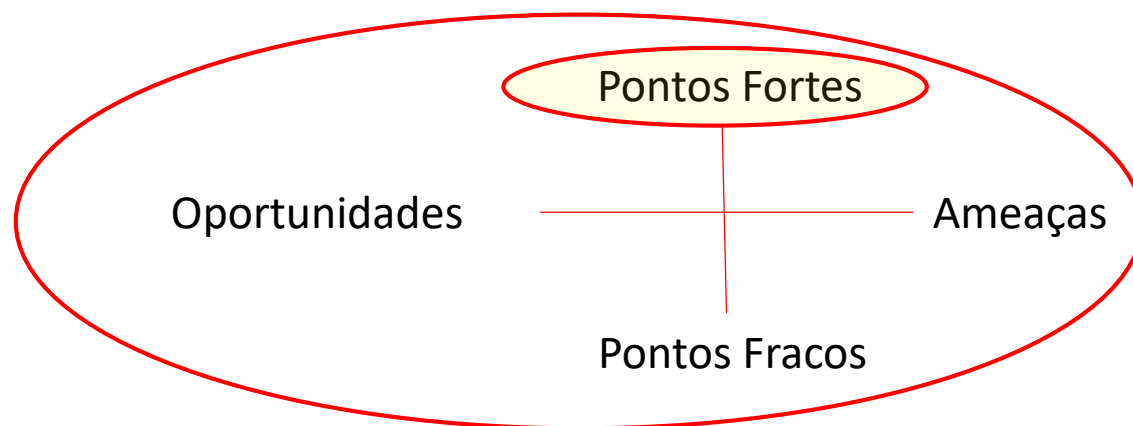 Pontos Fortes
Oportunidades
Ameaças
Pontos Fracos